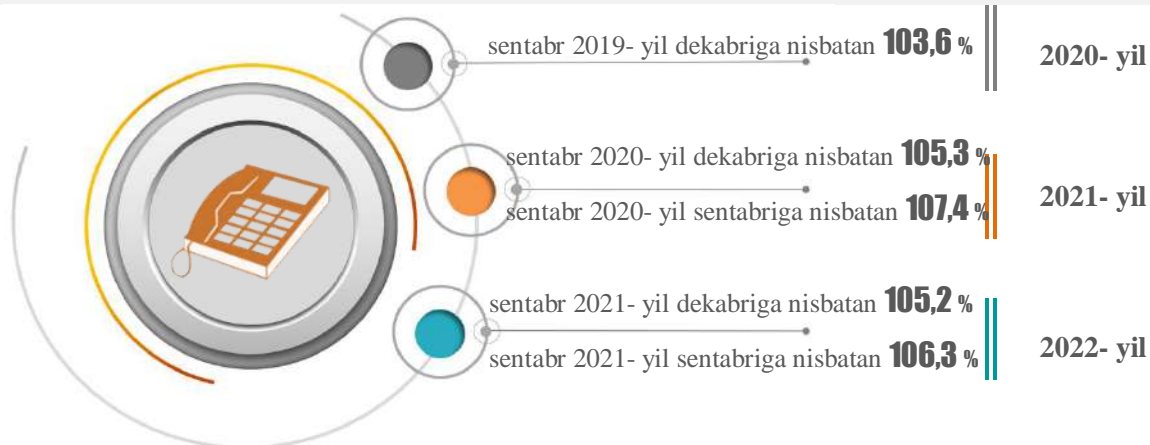 sentabr 2019- yil dekabriga nisbatan 103,6 %
2020- yil
sentabr 2020- yil dekabriga nisbatan 105,3 %
sentabr 2020- yil sentabriga nisbatan 107,4 %
2021- yil
sentabr 2021- yil dekabriga nisbatan 105,2 %
sentabr 2021- yil sentabriga nisbatan 106,3 %
2022- yil